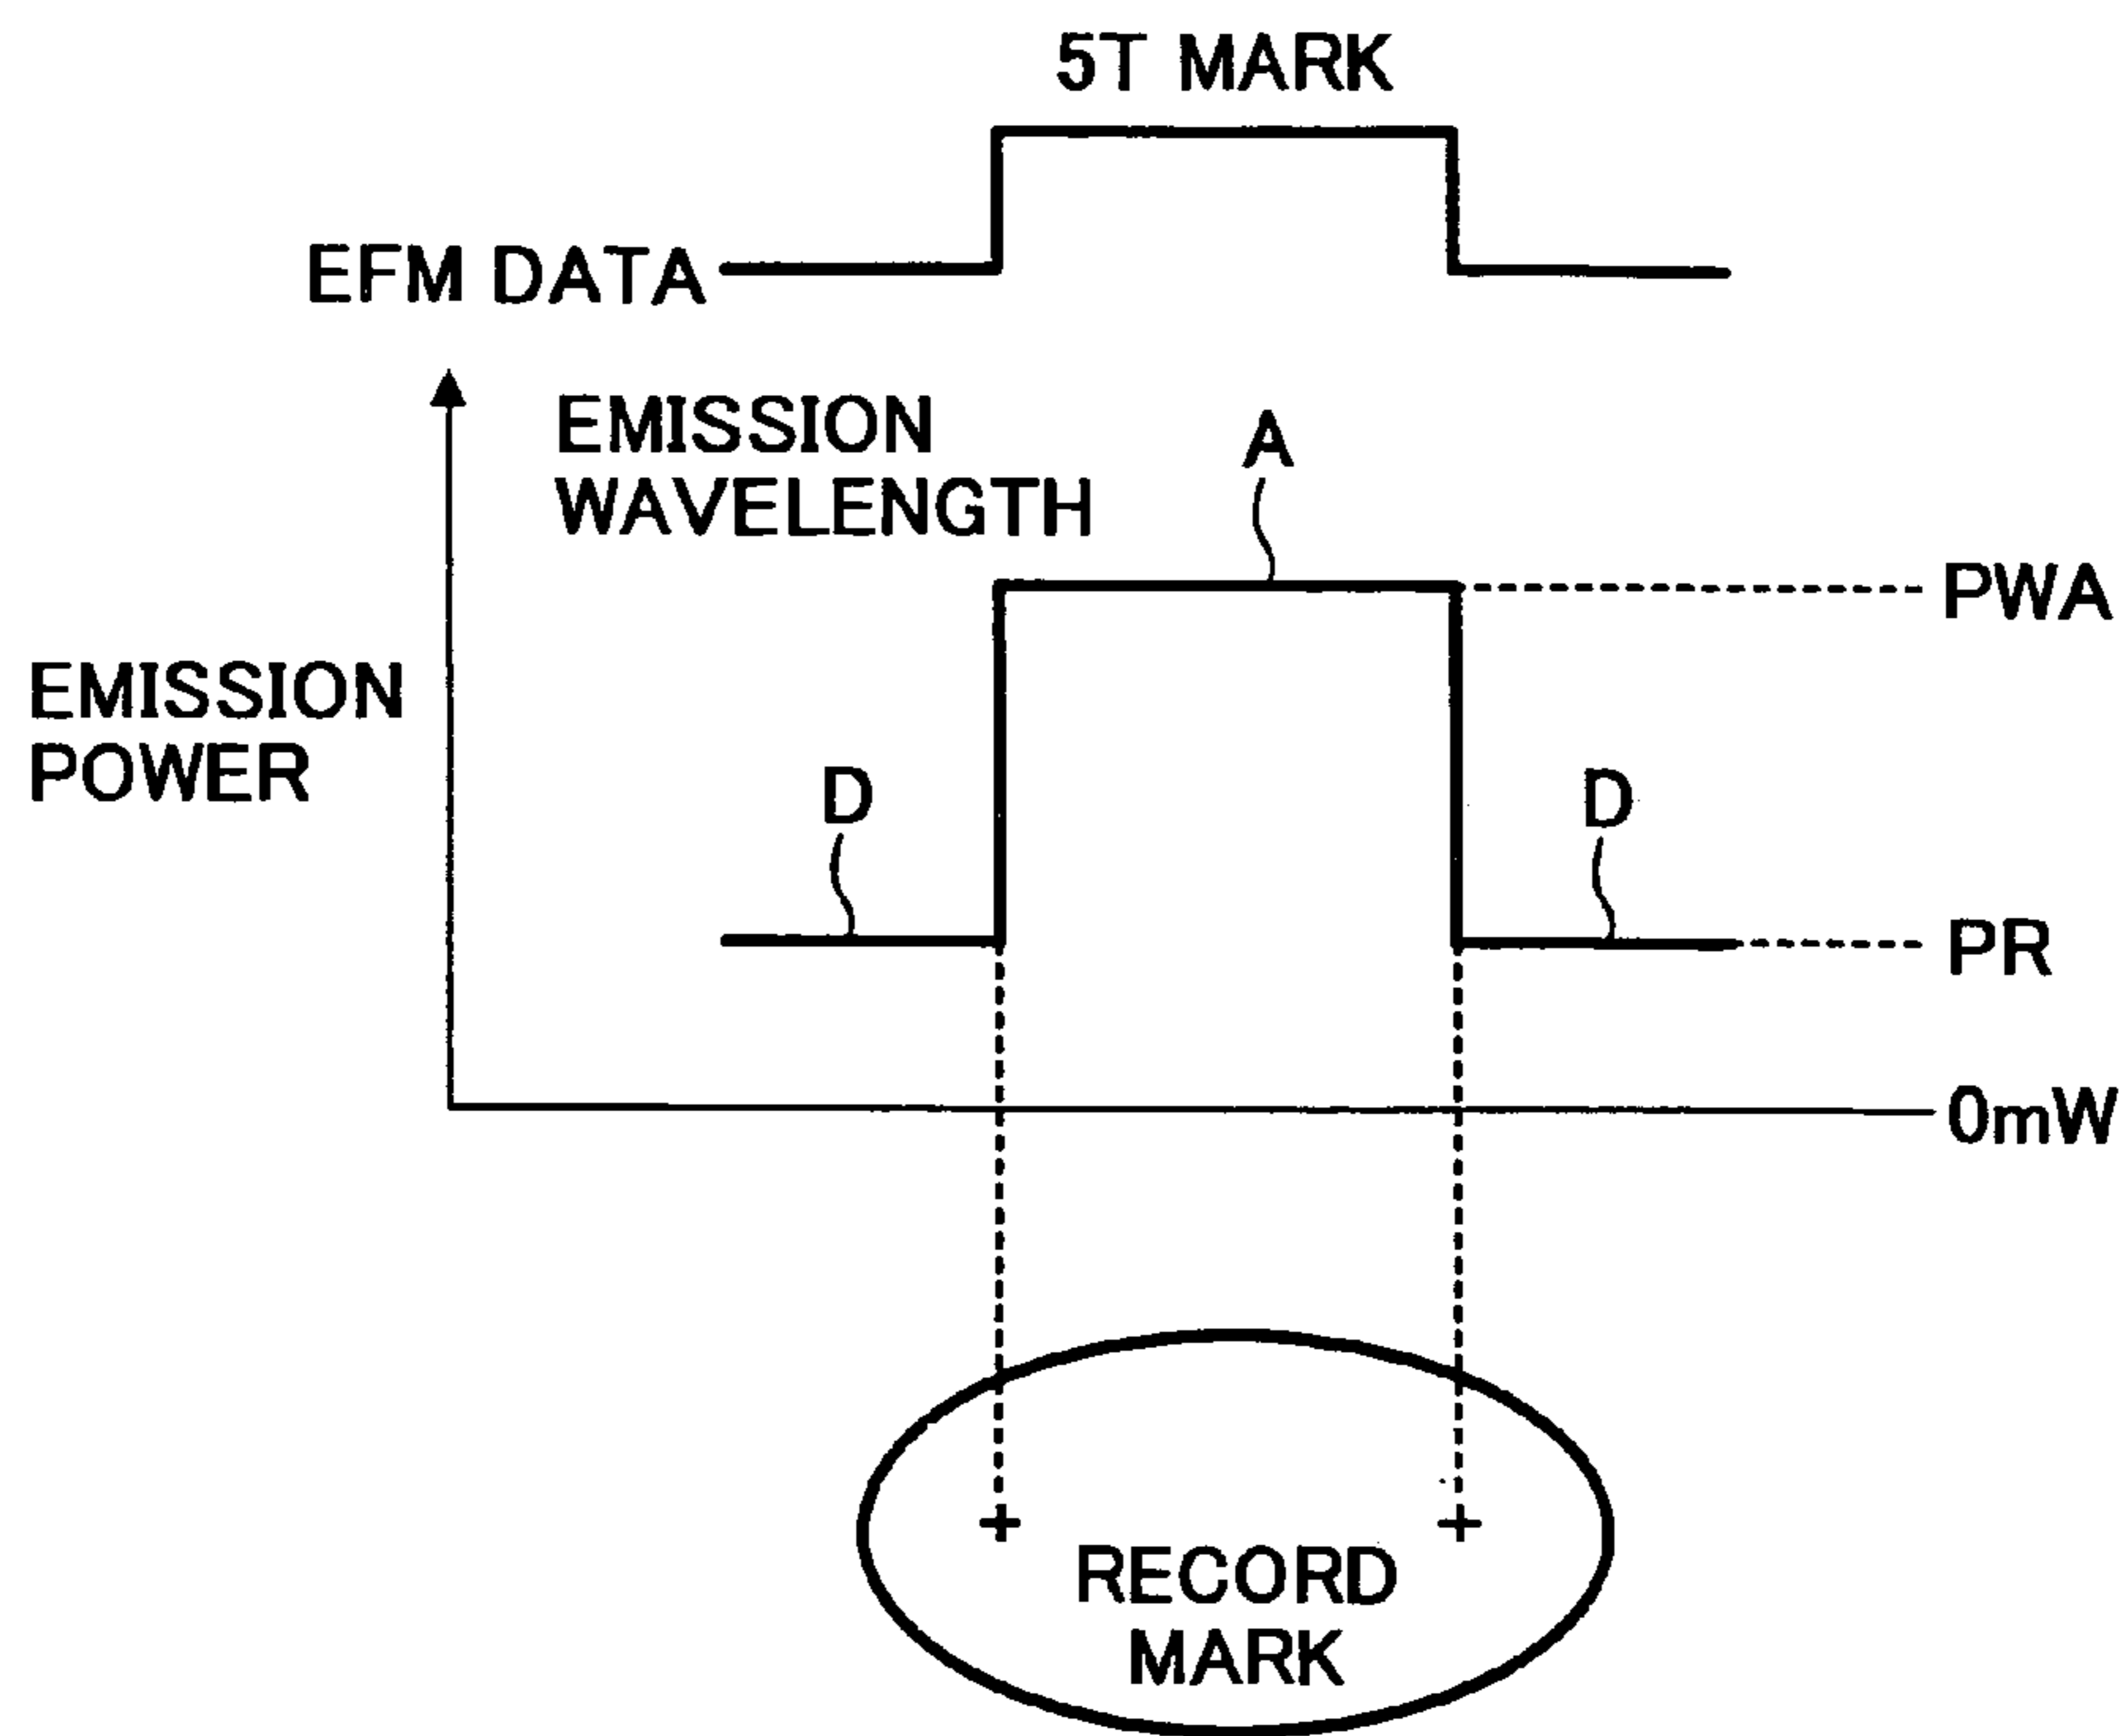 5T MARK
EFM DATA
EMISSION
WAVELENGTH
A
PWA
EMISSION
POWER
D
D
PR
0mW
RECORD
MARK